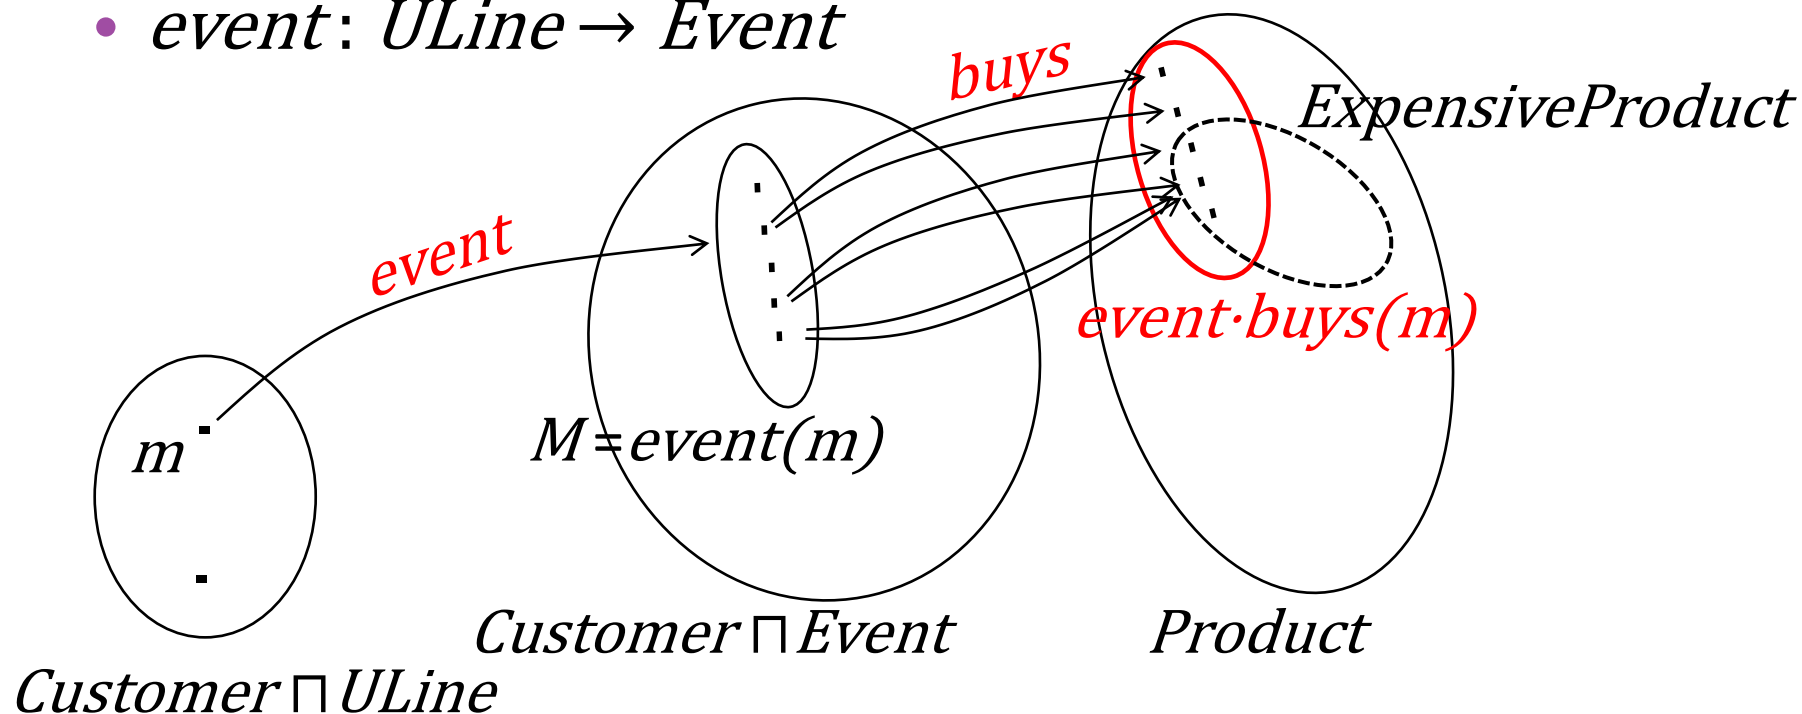 • event: ULine → Event
buys
ExpensiveProduct
event
event·buys(m)
m
M=event(m)
Customer⊓Event
Product
Customer⊓ULine